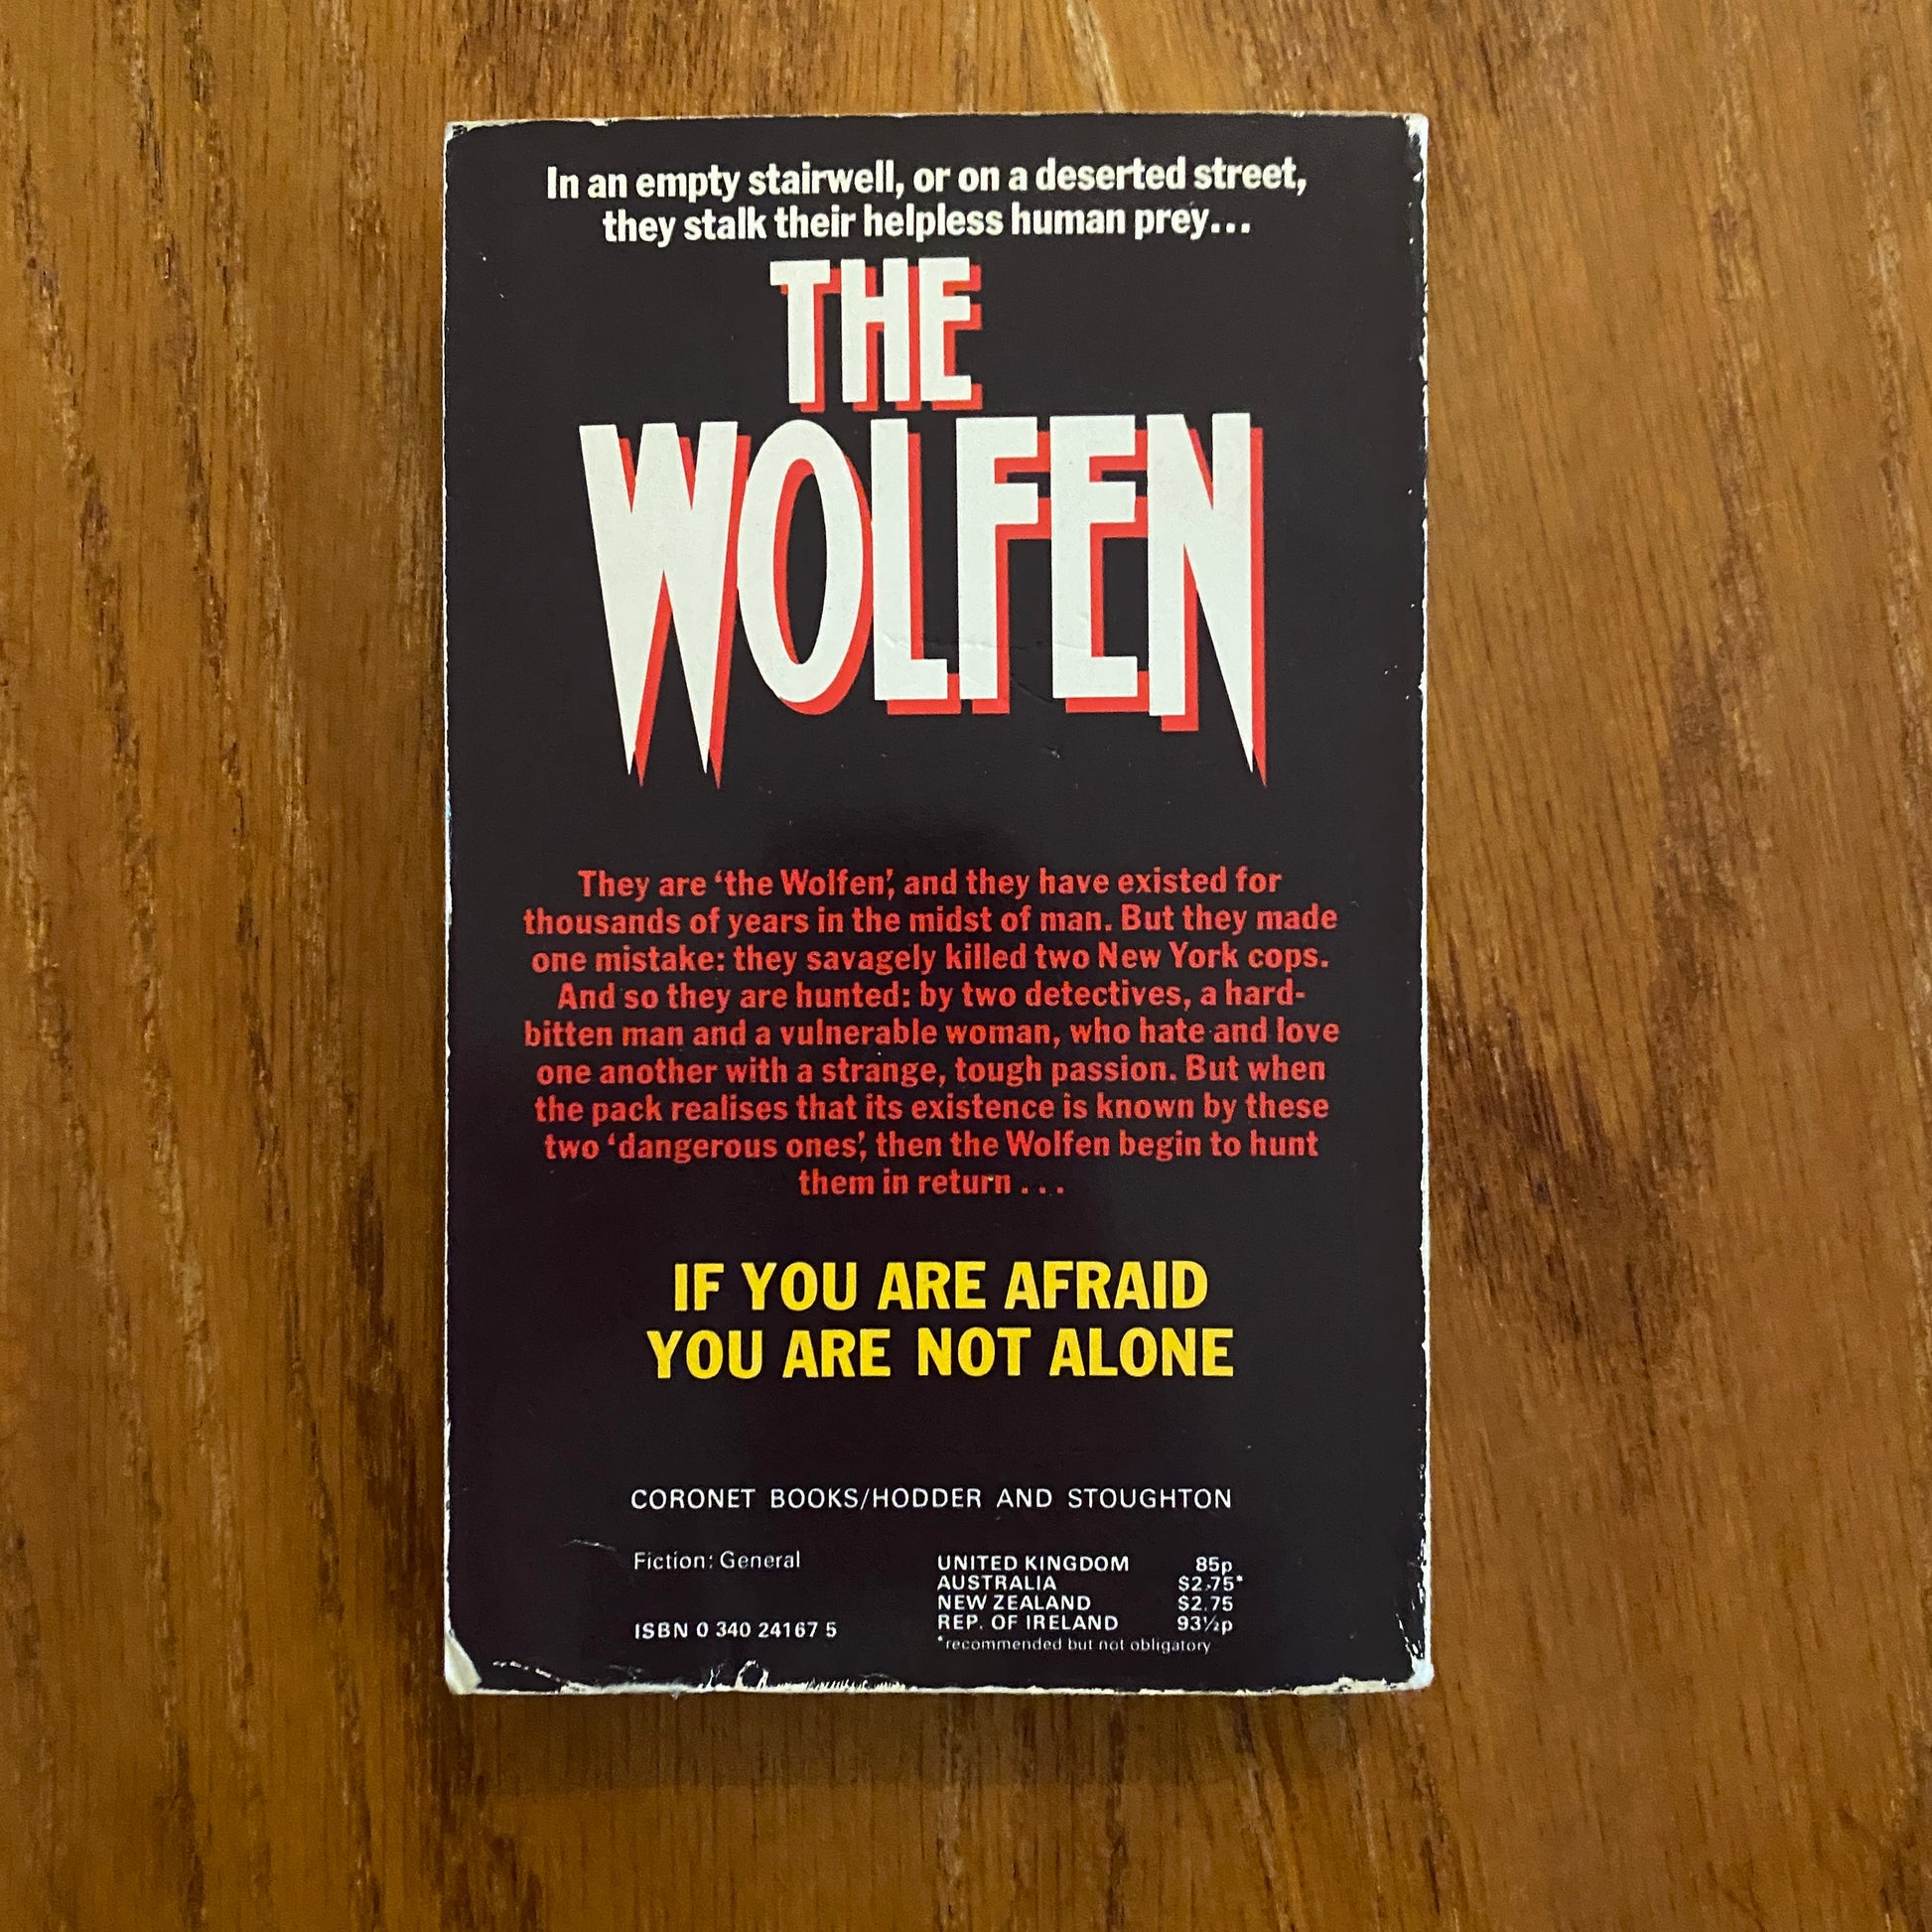 In an empty stairwell, or on a deserted street,
they stalk their helpless human prey...
THE
WOLFEN
They are ‘the Wolfen’, and they have existed for
thousands of years in the midst of man. But they made
one mistake: they savagely killed two New York cops.
And so they are hunted: by two detectives, a hard-
bitten man and a vulnerable woman, who hate and love
one another with a strange, tough passion. But when
the pack realises that its existence is known by these
two ‘dangerous ones’, then the Wolfen begin to hunt
them in return . . .
IF YOU ARE AFRAID
YOU ARE NOT ALONE
CORONET BOOKS/HODDER AND STOUGHTON
Fiction: General
ISBN 0 340 24167 5
UNITED KINGDOM 85p
AUSTRALIA $2.75*
NEW ZEALAND $2.75
REP. OF IRELAND 93½p
*recommended but not obligatory